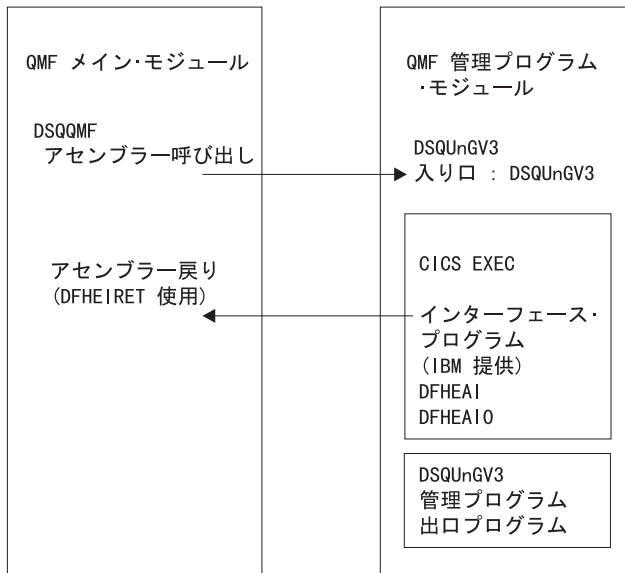 QMF メイン・モジュール
DSQQMF
アセンブラー呼び出し
アセンブラー戻り
(DFHEIRET 使用)
QMF 管理プログラム
・モジュール
DSQUnGV3
入り口 : DSQUnGV3
CICS EXEC
インターフェース・
プログラム
(IBM 提供)
DFHEAI
DFHEAI0
DSQUnGV3
管理プログラム
出口プログラム